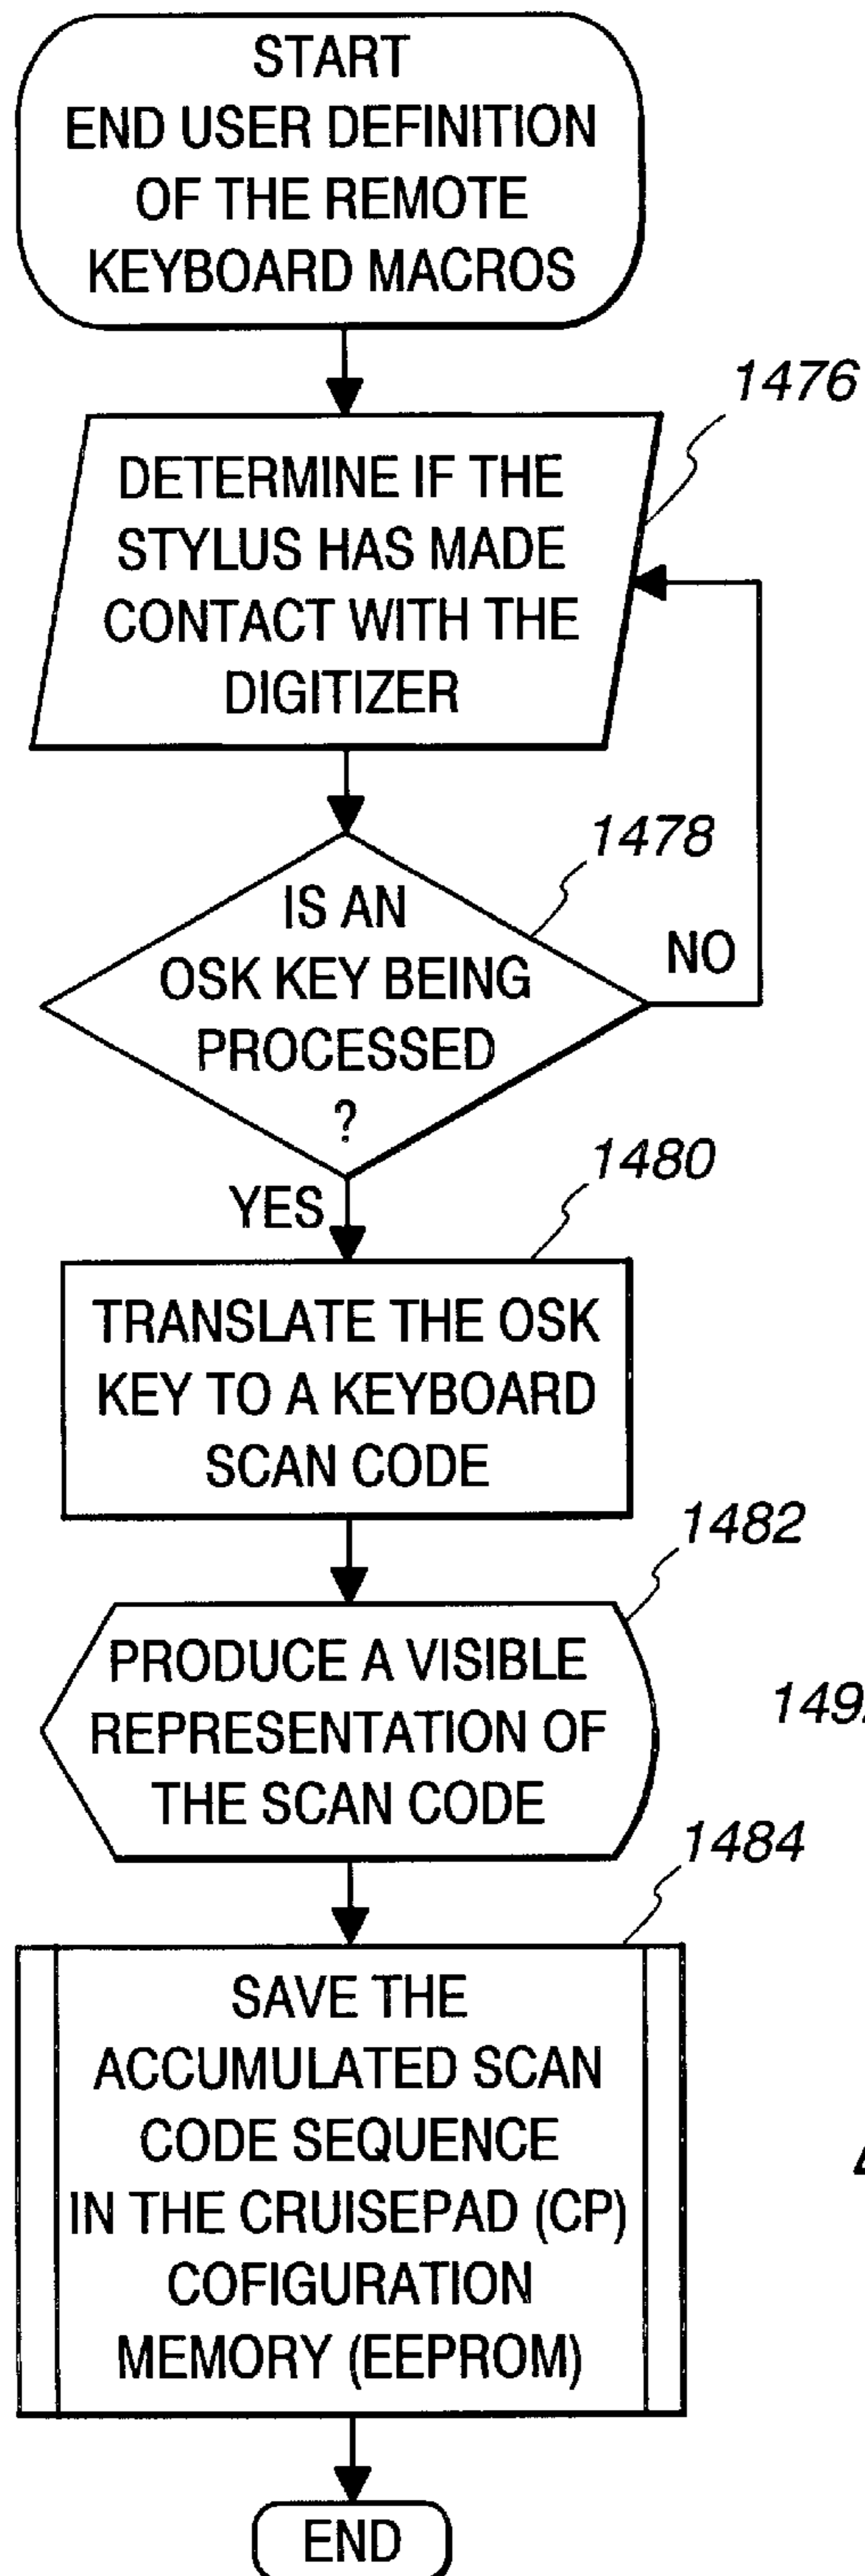 START
END USER DEFINITION
OF THE REMOTE
KEYBOARD MACROS
1476
DETERMINE IF THE
STYLUS HAS MADE
CONTACT WITH THE
DIGITIZER
1478
IS AN
OSK KEY BEING
PROCESSED
?
NO
YES
1480
TRANSLATE THE OSK
KEY TO A KEYBOARD
SCAN CODE
1482
PRODUCE A VISIBLE
REPRESENTATION OF
THE SCAN CODE
1484
SAVE THE
ACCUMULATED SCAN
CODE SEQUENCE
IN THE CRUISEPAD (CP)
COFIGURATION
MEMORY (EEPROM)
END